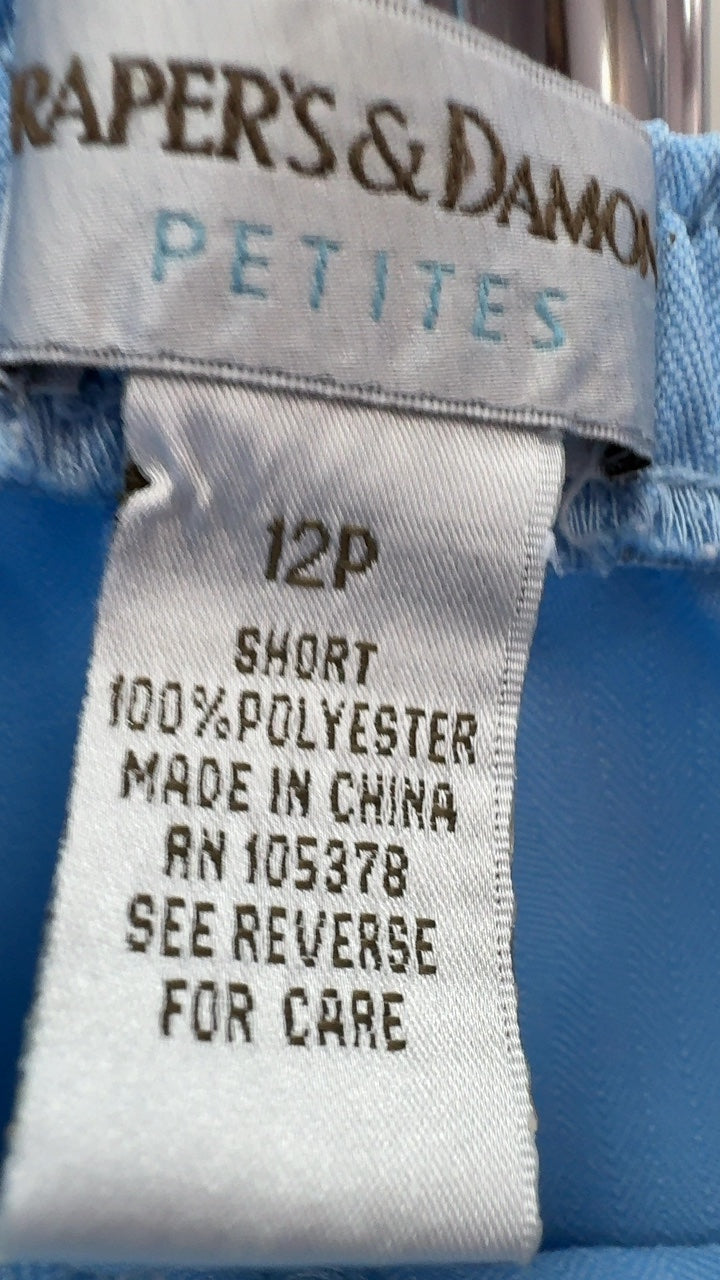 RAPER'S & DAMON
PETITES
12P
SHORT
100%POLYESTER
MADE IN CHINA
RN 105378
SEE REVERSE
FOR CARE